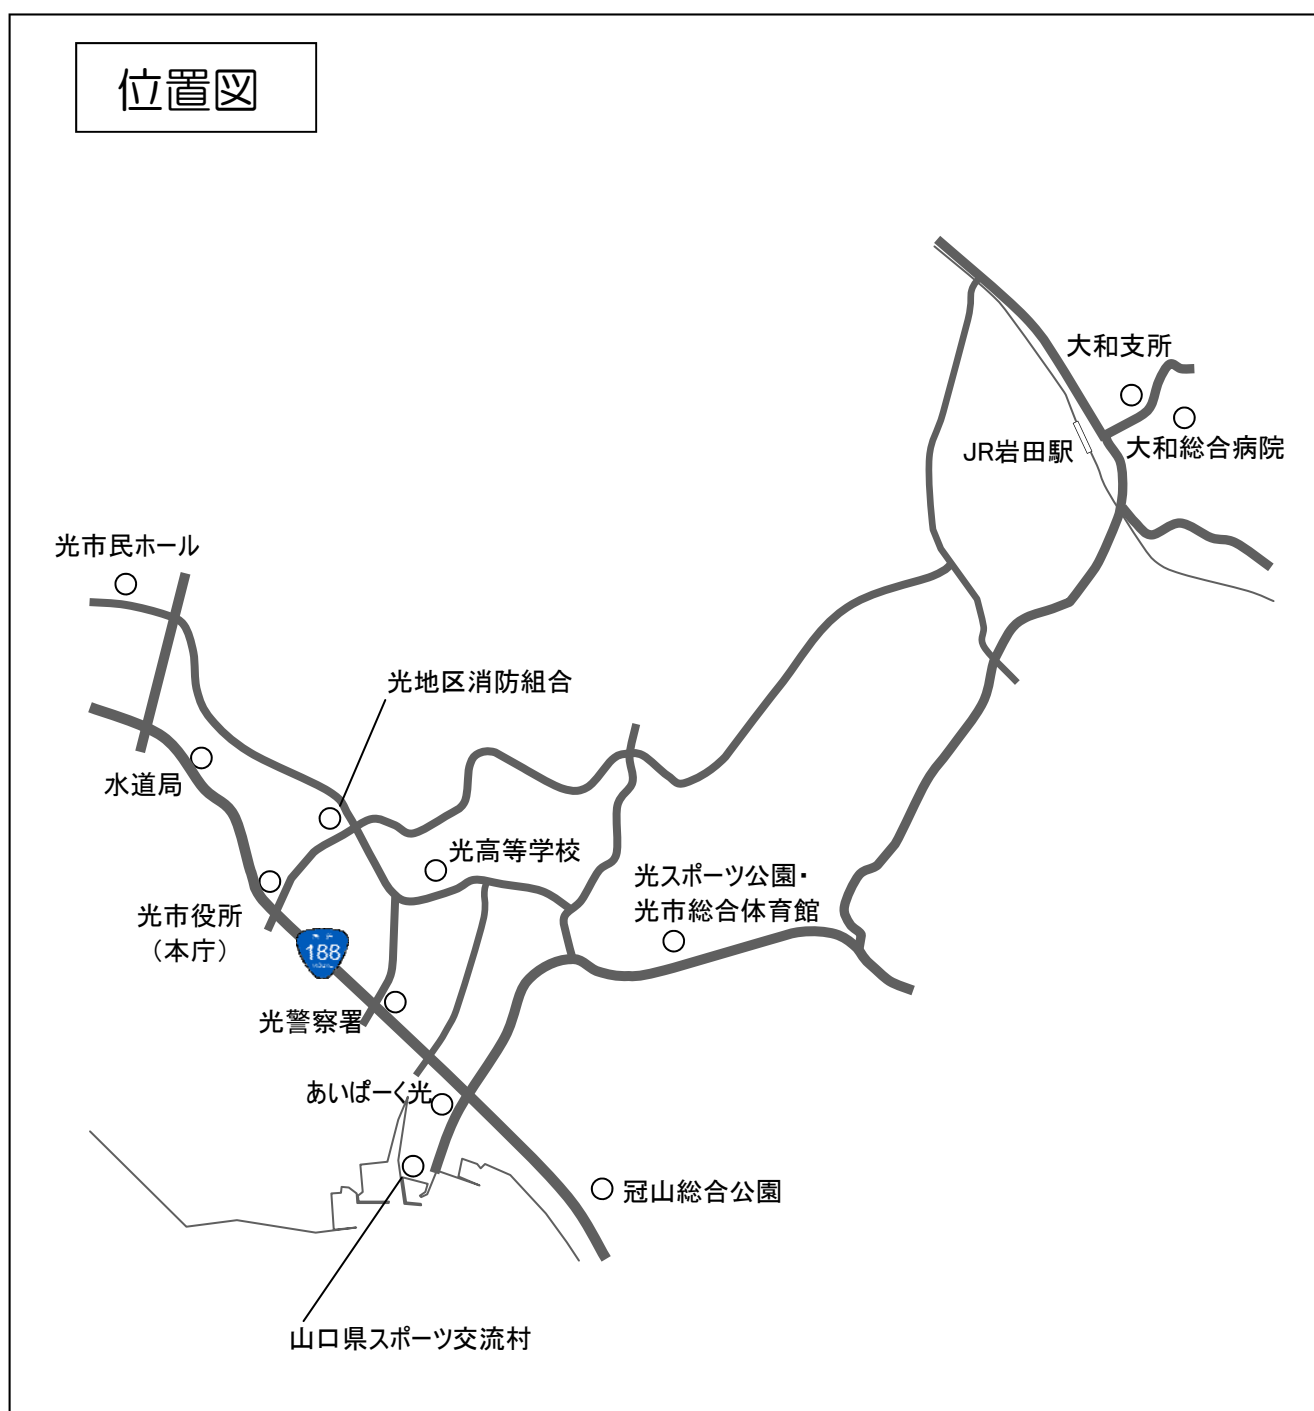 位置図
大和支所
JR岩田駅
大和総合病院
光市民ホール
光地区消防組合
水道局
光高等学校
光スポーツ公園・
光市総合体育館
光市役所
（本庁）
188
光警察署
あいぱーく光
冠山総合公園
山口県スポーツ交流村